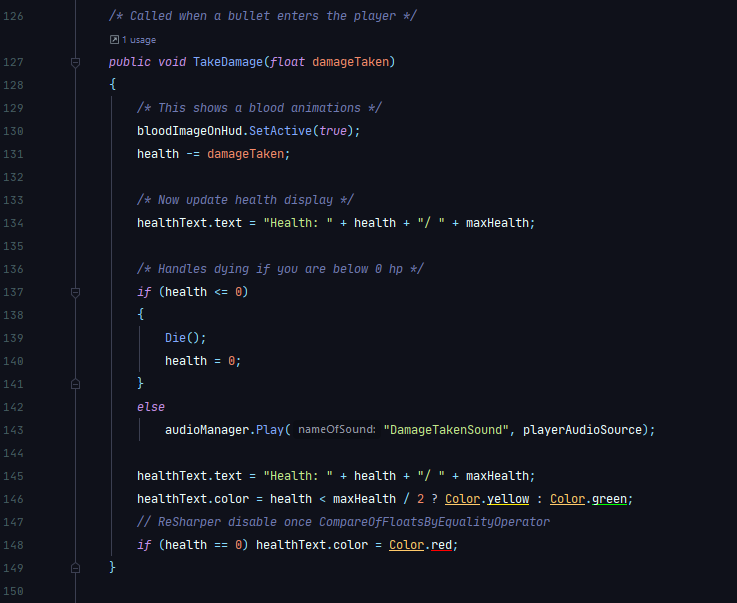 126 /* Called when a bullet enters the player */
1 usage
127 public void TakeDamage(float damageTaken)
128 {
129 /* This shows a blood animations */
130 bloodImageOnHud.SetActive(true);
131 health -= damageTaken;
132
133 /* Now update health display */
134 healthText.text = "Health: " + health + "/ " + maxHealth;
135
136 /* Handles dying if you are below 0 hp */
137 if (health <= 0)
138 {
139 Die();
140 health = 0;
141 }
142 else
143 audioManager.Play( nameOfSound: "DamageTakenSound", playerAudioSource);
144
145 healthText.text = "Health: " + health + "/ " + maxHealth;
146 healthText.color = health < maxHealth / 2 ? Color.yellow : Color.green;
147 // ReSharper disable once CompareOfFloatsByEqualityOperator
148 if (health == 0) healthText.color = Color.red;
149 }
150